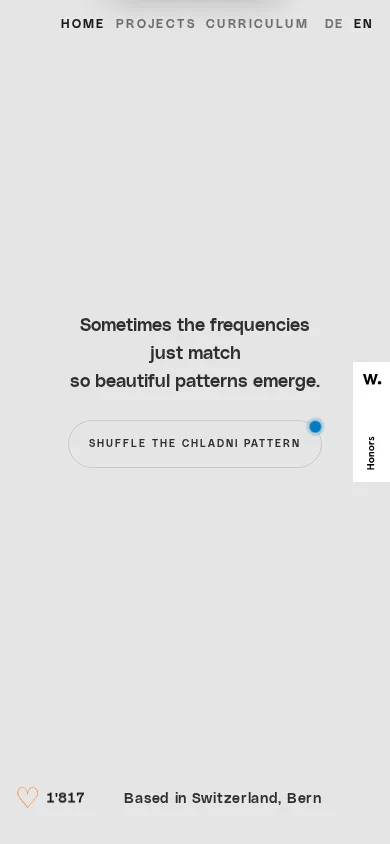 HOME PROJECTS CURRICULUM DE EN
Sometimes the frequencies
just match
so beautiful patterns emerge.
W.
SHUFFLE THE CHLADNI PATTERN
Honors
1'817 Based in Switzerland, Bern